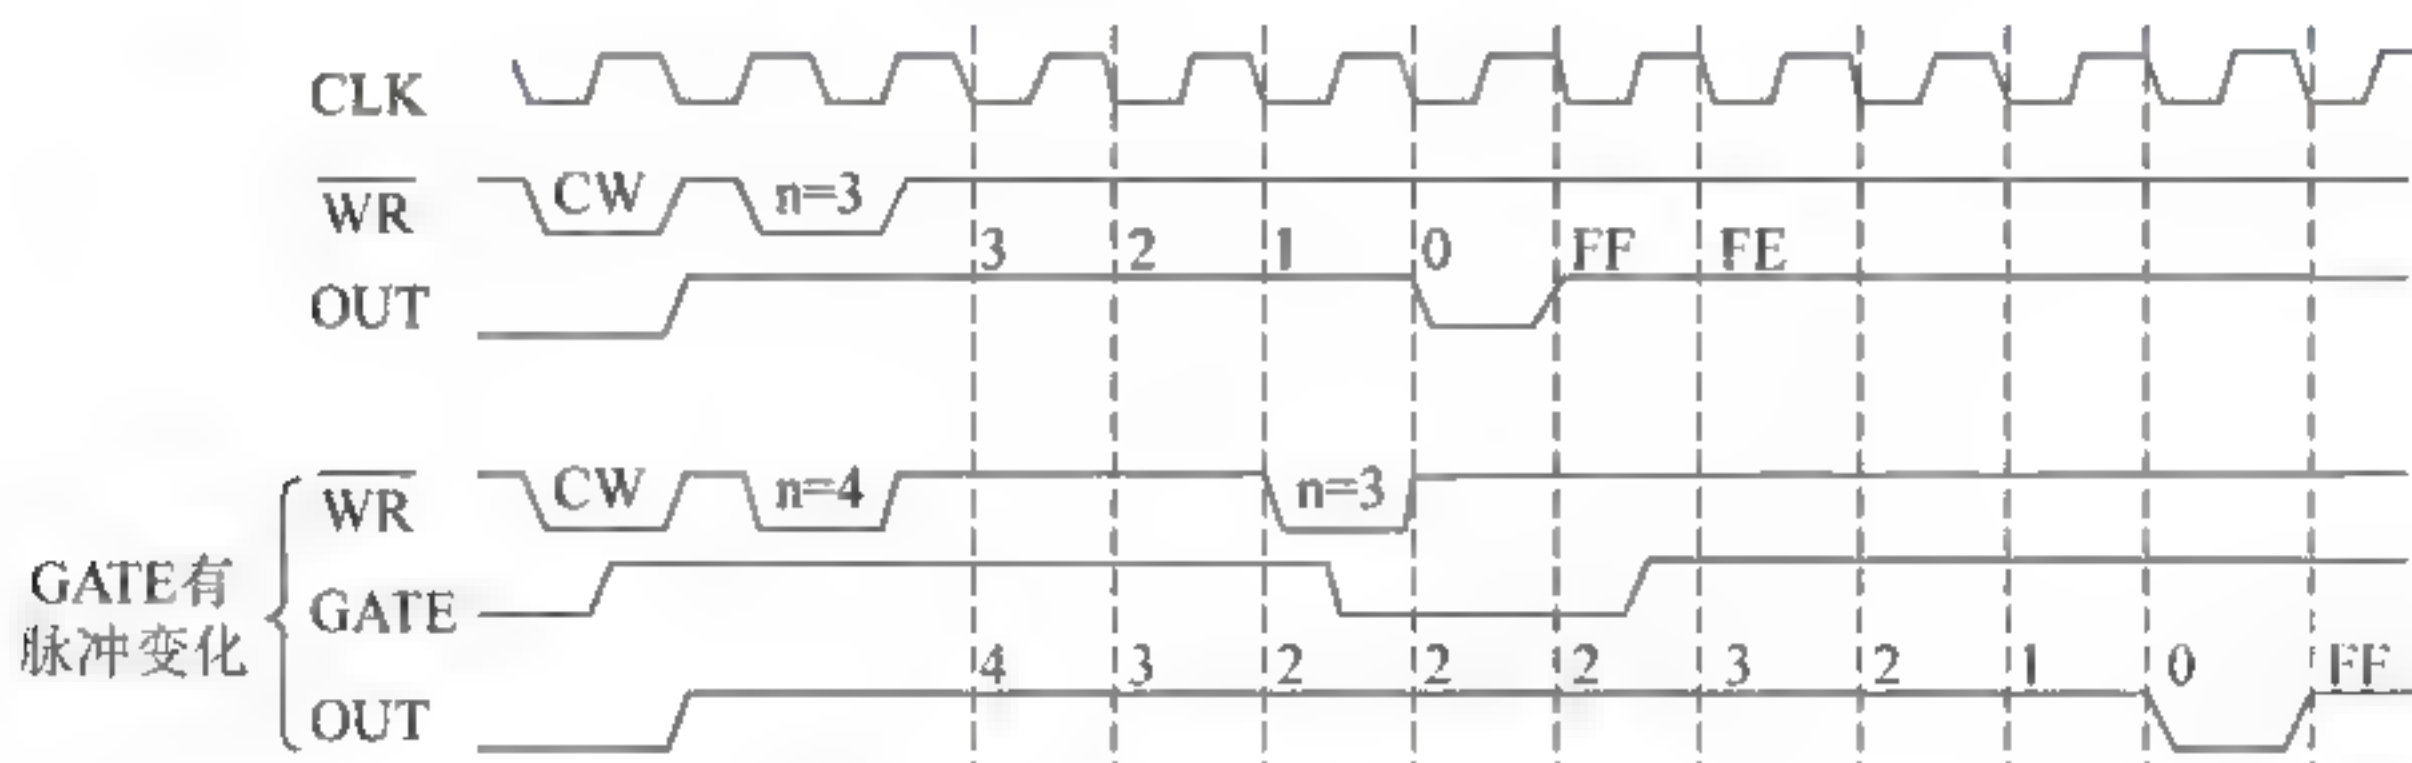 CLK
WR CW n=3
3 2 1 0 FF FE
OUT
WR CW n=4 n=3
GATE有
脉冲变化
GATE
4 3 2 2 2 3 2 1 0 FF
OUT